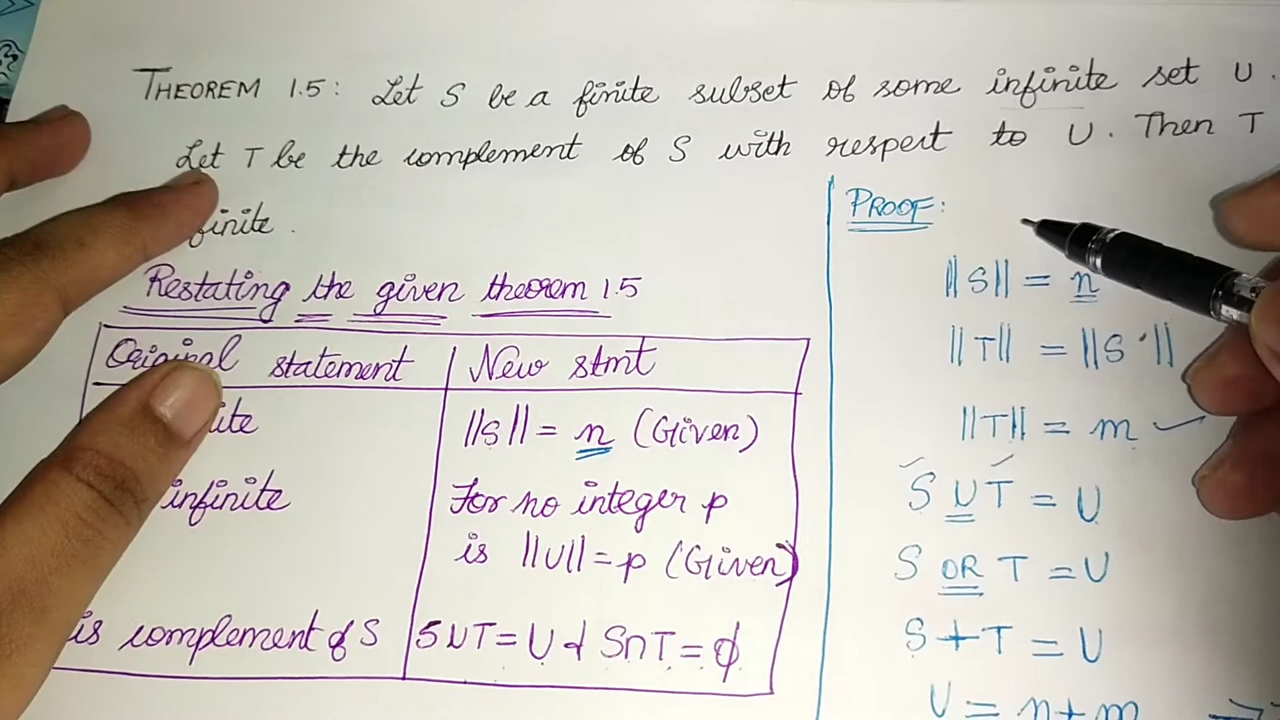 THEOREM 1.5: Let S be a finite subset of some infinite set U.
Let T be the complement of S with respect to U. Then T
finite.
Restating the given theorem 1.5
Original statement | New stmt
||S|| = n (Given)
infinite For no integer p
is ||U|| = p (Given)
is complement of S | S∪T = U & S∩T = ϕ
PROOF:
||S|| = n
||T|| = ||S'||
||T|| = m ✓
S ∪ T = U
S OR T = U
S + T = U
U = n + m →